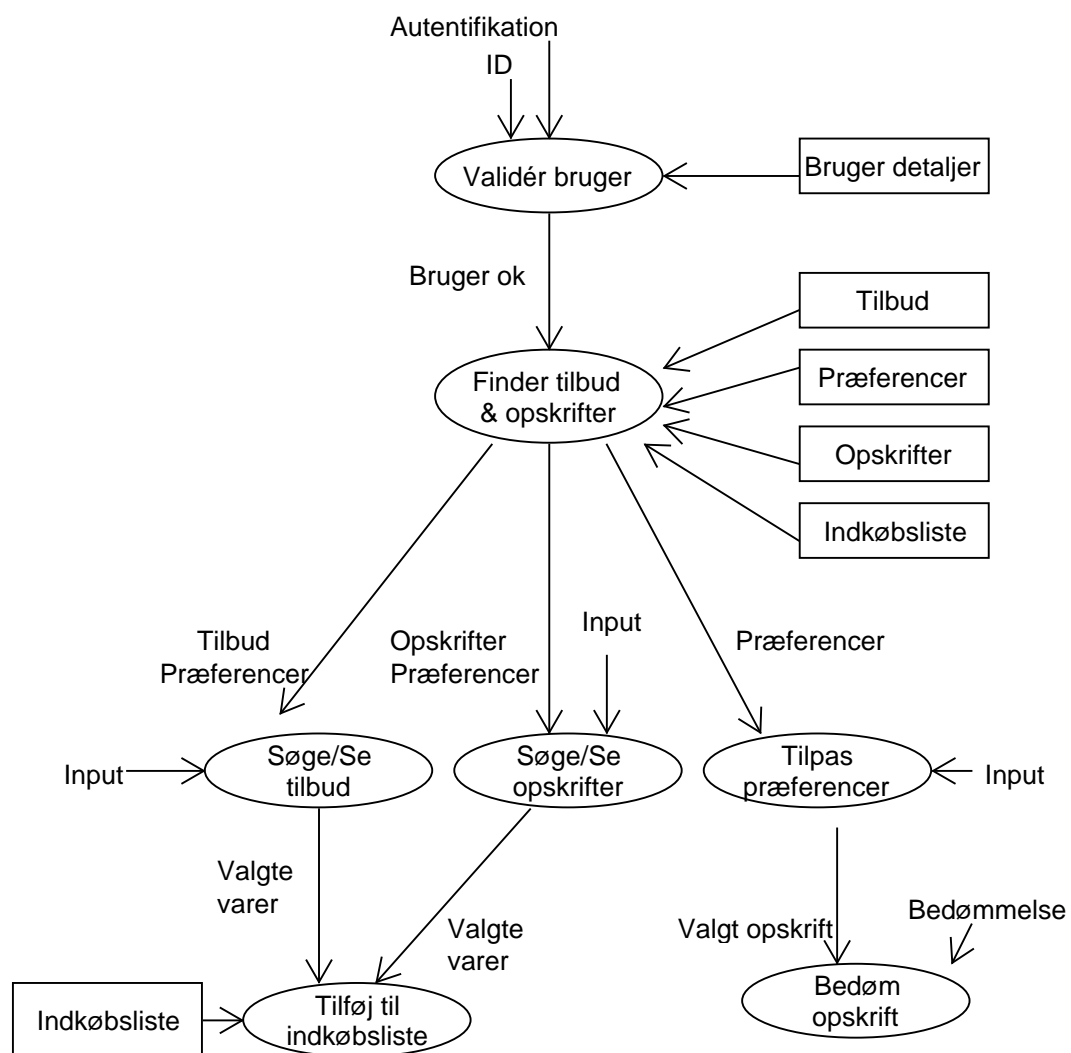 Autentifikation
ID
Validér bruger
Bruger detaljer
Bruger ok
Tilbud
Præferencer
Opskrifter
Indkøbsliste
Finder tilbud
& opskrifter
Tilbud
Præferencer
Opskrifter
Præferencer
Input
Præferencer
Input
Søge/Se
tilbud
Søge/Se
opskrifter
Tilpas
præferencer
Input
Valgte
varer
Valgte
varer
Valgt opskrift
Bedømmelse
Indkøbsliste
Tilføj til
indkøbsliste
Bedøm
opskrift